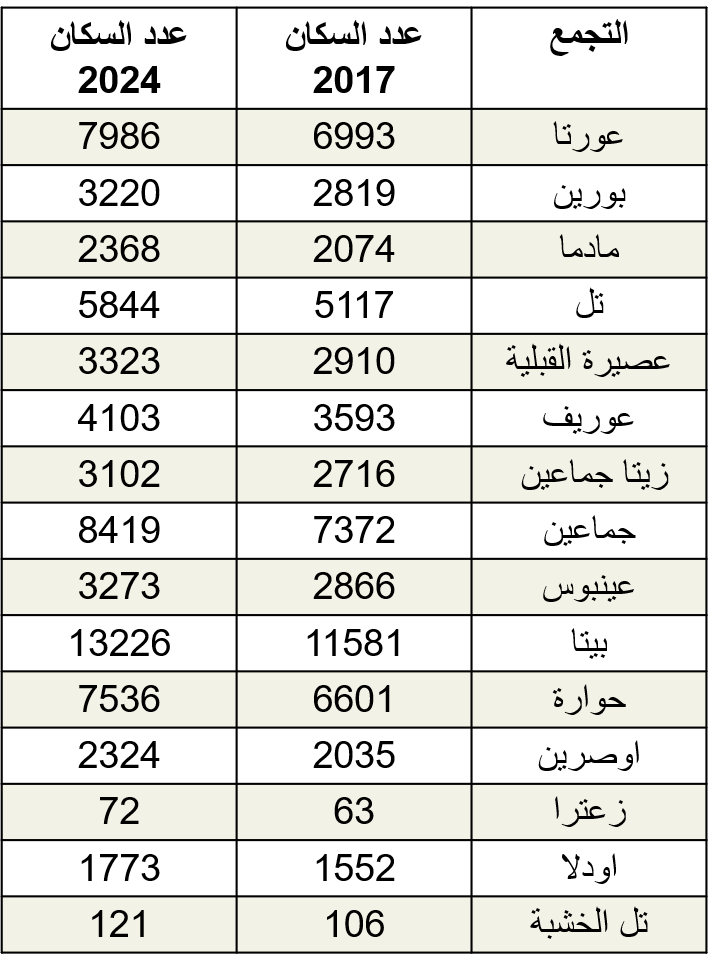 التجمع عدد السكان 2017 عدد السكان 2024
عورتا 6993 7986
بورين 2819 3220
مادما 2074 2368
تل 5117 5844
عصيرة القبلية 2910 3323
عوريف 3593 4103
زيتا جماعين 2716 3102
جماعين 7372 8419
عينبوس 2866 3273
بيتا 11581 13226
حوارة 6601 7536
اوصرين 2035 2324
زعترا 63 72
اودلا 1552 1773
تل الخشبة 106 121